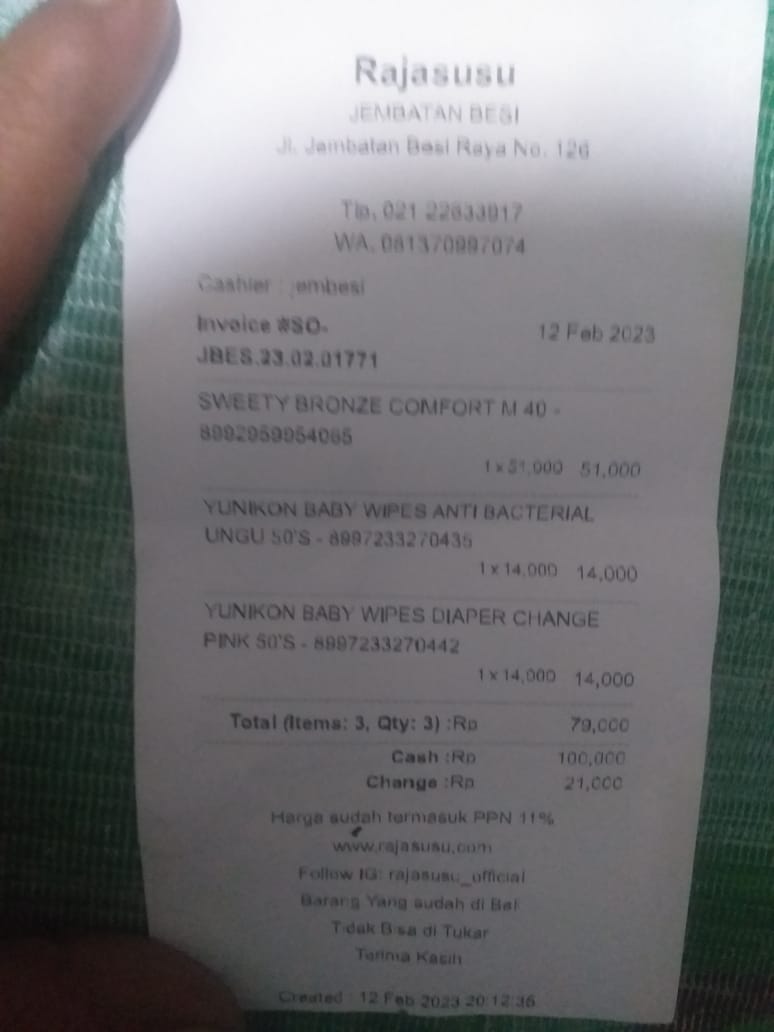 Rajasusu
JEMBATAN BESI
Jl. Jembatan Besi Raya No. 126
Tlp. 021 22633917
WA. 081370997074
Cashier : jembesi
Invoice #SO-
12 Feb 2023
JBES.23.02.01771
SWEETY BRONZE COMFORT M 40 -
8992959954065
1 x 51,000 51,000
YUNIKON BABY WIPES ANTI BACTERIAL
UNGU 50'S - 8997233270435
1 x 14,000 14,000
YUNIKON BABY WIPES DIAPER CHANGE
PINK 50'S - 8997233270442
1 x 14,000 14,000
Total (Items: 3, Qty: 3) :Rp 79,000
Cash :Rp 100,000
Change :Rp 21,000
Harga sudah termasuk PPN 11%
www.rajasusu.com
Follow IG: rajasusu_official
Barang Yang sudah di Beli
Tidak Bisa di Tukar
Terima Kasih
Created : 12 Feb 2023 20:12:36